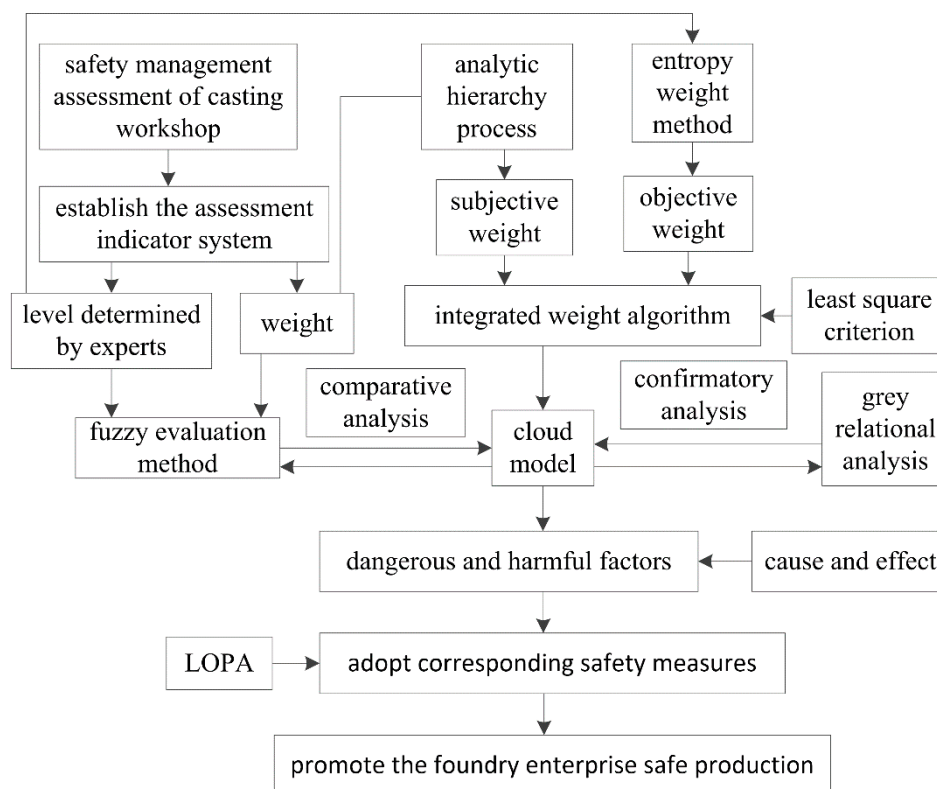 safety management
assessment of casting
workshop
analytic
hierarchy
process
entropy
weight
method
establish the assessment
indicator system
subjective
weight
objective
weight
level determined
by experts
weight
integrated weight algorithm
least square
criterion
comparative
analysis
confirmatory
analysis
fuzzy evaluation
method
cloud
model
grey
relational
analysis
dangerous and harmful factors
cause and effect
LOPA
adopt corresponding safety measures
promote the foundry enterprise safe production